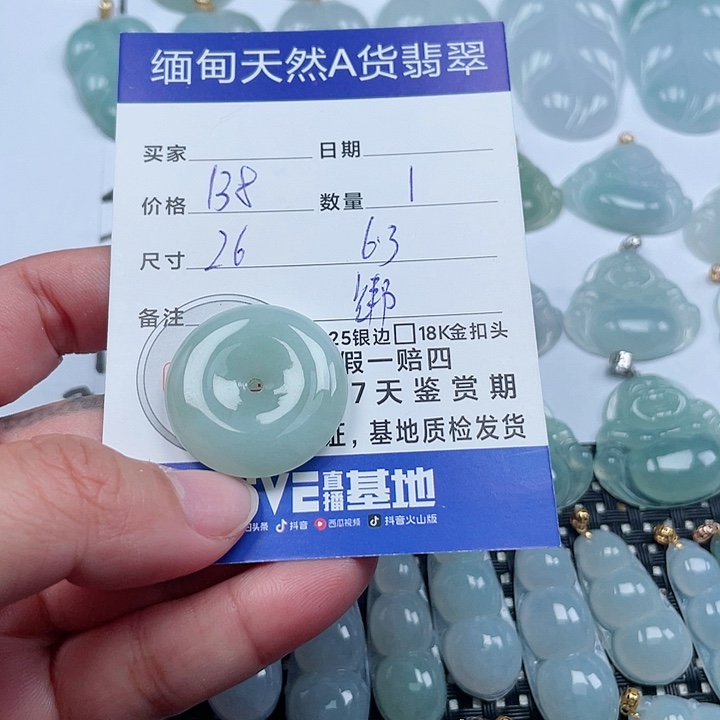 缅甸天然A货翡翠
买家 日期
价格 138 数量 1
尺寸 26 6.3
备注 绑
25银边□18K金扣头
假一赔四
7天鉴赏期
证，基地质检发货
直播基地
头条 抖音 西瓜视频 抖音火山版